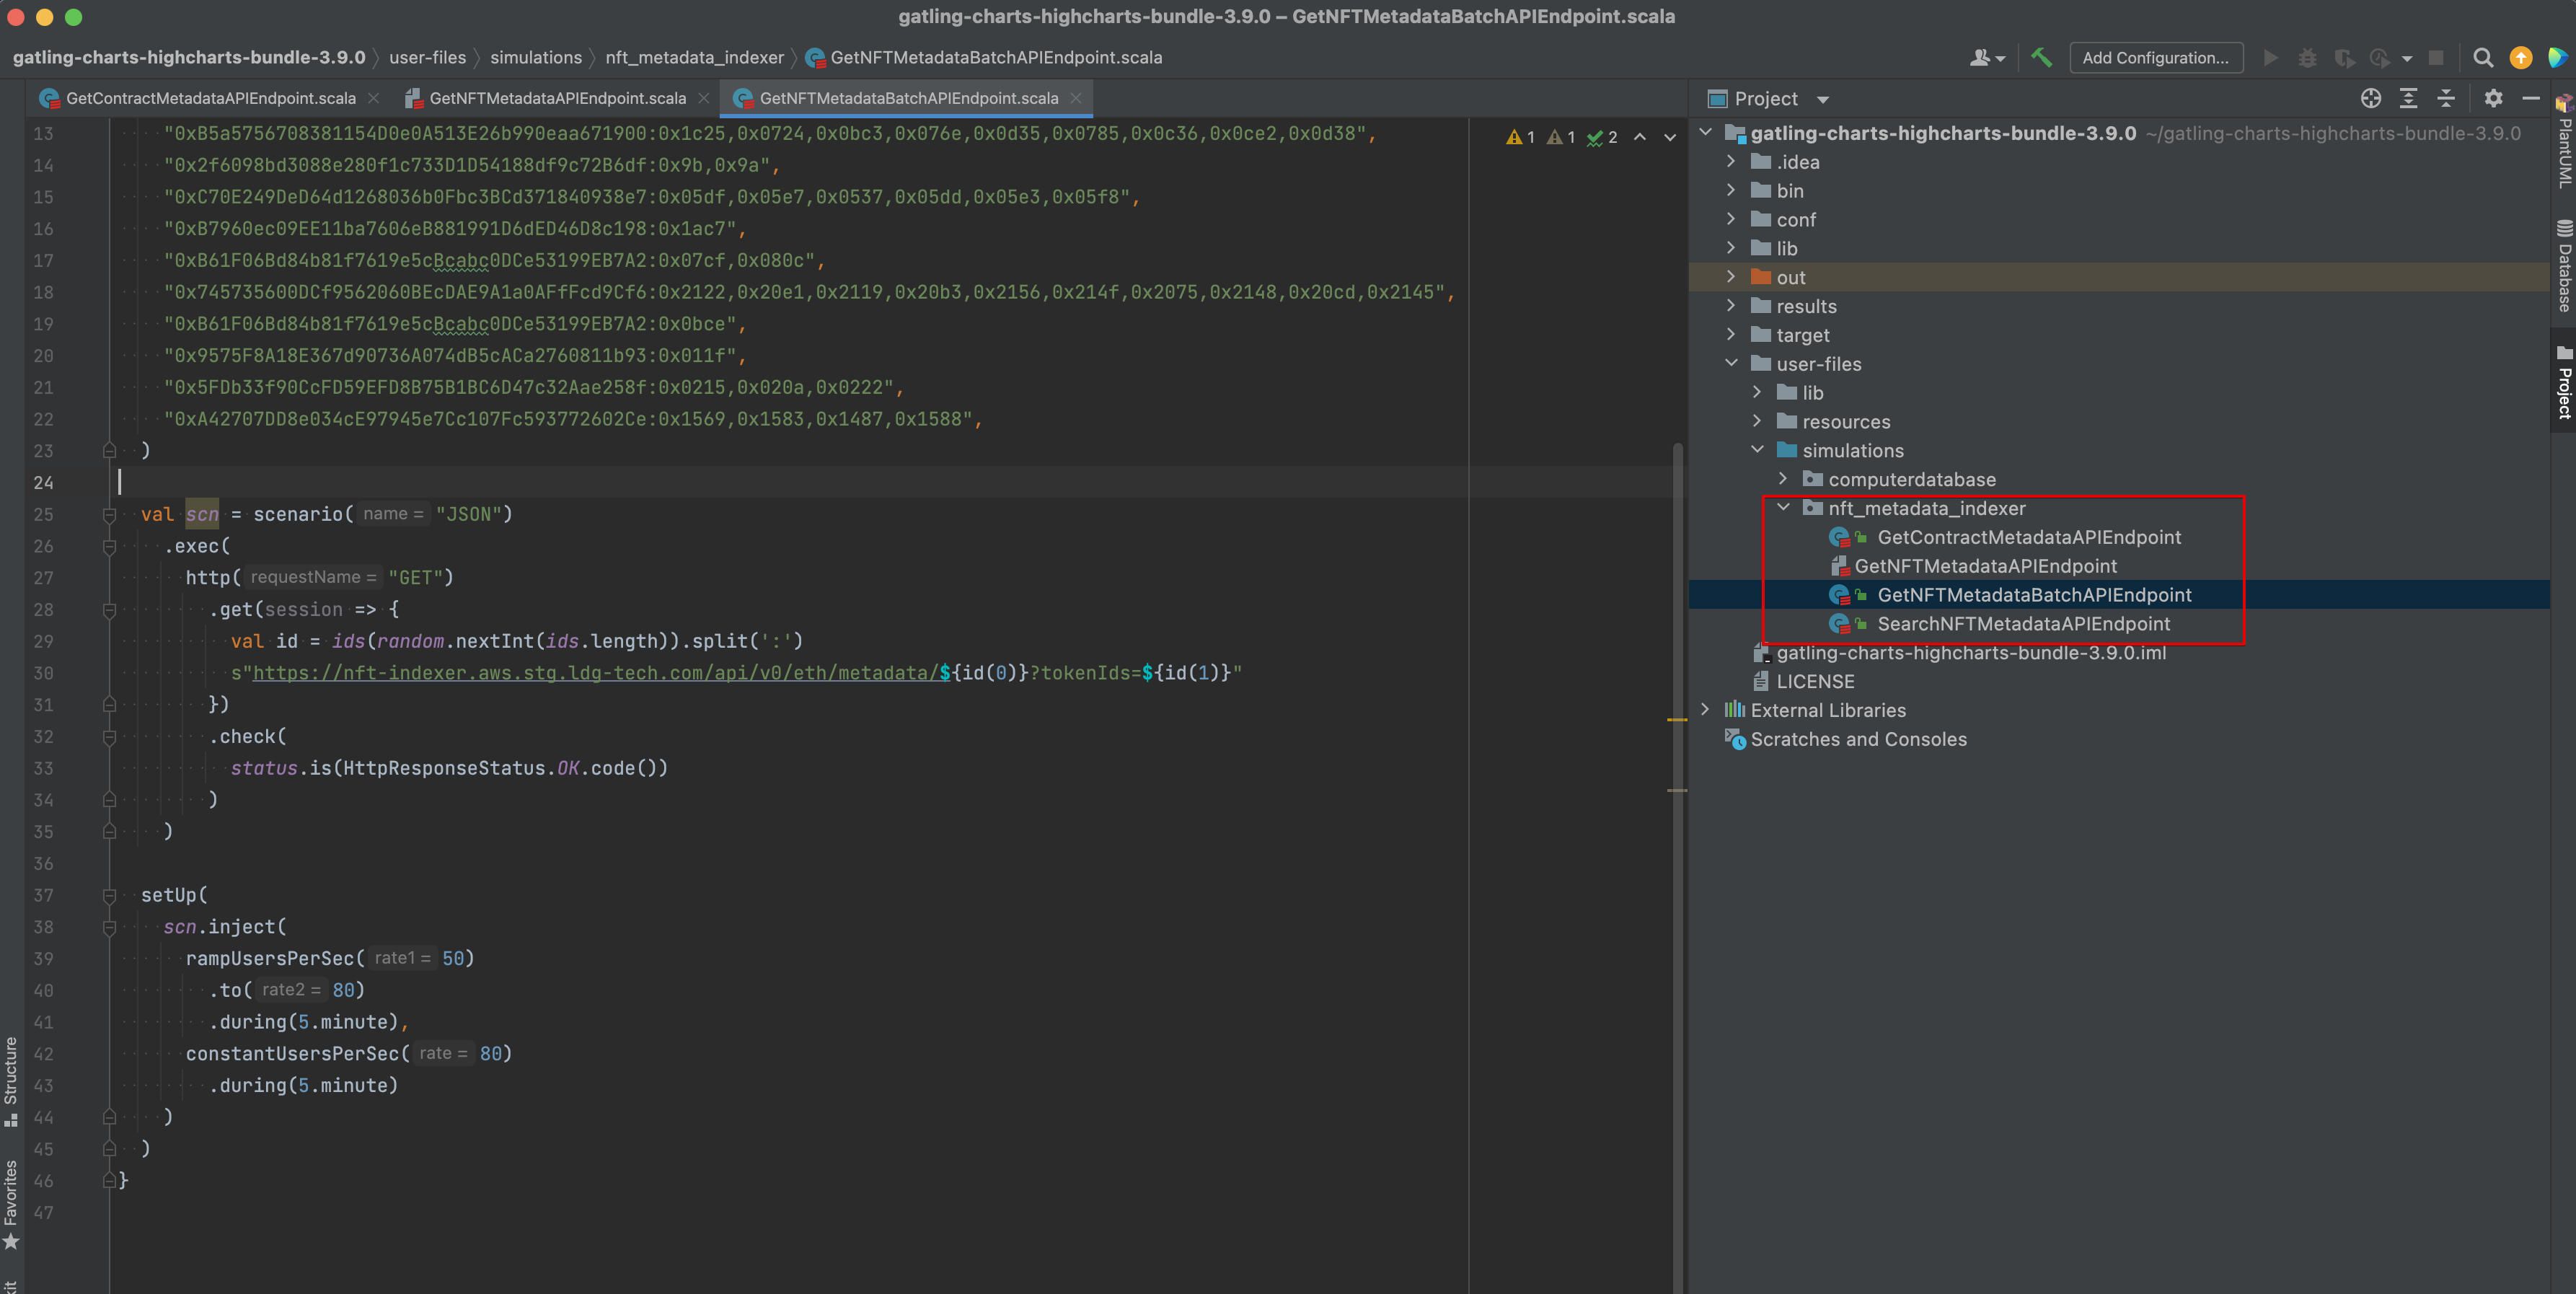 gatling-charts-highcharts-bundle-3.9.0 – GetNFTMetadataBatchAPIEndpoint.scala
gatling-charts-highcharts-bundle-3.9.0 〉 user-files 〉 simulations 〉 nft_metadata_indexer 〉 GetNFTMetadataBatchAPIEndpoint.scala
Add Configuration...
GetContractMetadataAPIEndpoint.scala
GetNFTMetadataAPIEndpoint.scala
GetNFTMetadataBatchAPIEndpoint.scala
1 1 2
13 "0xB5a5756708381154D0e0A513E26b990eaa671900:0x1c25,0x0724,0x0bc3,0x076e,0x0d35,0x0785,0x0c36,0x0ce2,0x0d38",
14 "0x2f6098bd3088e280f1c733D1D54188df9c72B6df:0x9b,0x9a",
15 "0xC70E249DeD64d1268036b0Fbc3BCd371840938e7:0x05df,0x05e7,0x0537,0x05dd,0x05e3,0x05f8",
16 "0xB7960ec09EE11ba7606eB881991D6dED46D8c198:0x1ac7",
17 "0xB61F06Bd84b81f7619e5cBcabc0DCe53199EB7A2:0x07cf,0x080c",
18 "0x745735600DCf9562060BEcDAE9A1a0AFfFcd9Cf6:0x2122,0x20e1,0x2119,0x20b3,0x2156,0x214f,0x2075,0x2148,0x20cd,0x2145",
19 "0xB61F06Bd84b81f7619e5cBcabc0DCe53199EB7A2:0x0bce",
20 "0x9575F8A18E367d90736A074dB5cACa2760811b93:0x011f",
21 "0x5FDb33f90CcFD59EFD8B75B1BC6D47c32Aae258f:0x0215,0x020a,0x0222",
22 "0xA42707DD8e034cE97945e7Cc107Fc593772602Ce:0x1569,0x1583,0x1487,0x1588",
23 )
24
25 val scn = scenario( name = "JSON")
26 .exec(
27 http( requestName = "GET")
28 .get(session => {
29 val id = ids(random.nextInt(ids.length)).split(':')
30 s"https://nft-indexer.aws.stg.ldg-tech.com/api/v0/eth/metadata/${id(0)}?tokenIds=${id(1)}"
31 })
32 .check(
33 status.is(HttpResponseStatus.OK.code())
34 )
35 )
36
37 setUp(
38 scn.inject(
39 rampUsersPerSec( rate1 = 50)
40 .to( rate2 = 80)
41 .during(5.minute),
42 constantUsersPerSec( rate = 80)
43 .during(5.minute)
44 )
45 )
46 }
47
Project
gatling-charts-highcharts-bundle-3.9.0 ~/gatling-charts-highcharts-bundle-3.9.0
.idea
bin
conf
lib
out
results
target
user-files
lib
resources
simulations
computerdatabase
nft_metadata_indexer
GetContractMetadataAPIEndpoint
GetNFTMetadataAPIEndpoint
GetNFTMetadataBatchAPIEndpoint
SearchNFTMetadataAPIEndpoint
gatling-charts-highcharts-bundle-3.9.0.iml
LICENSE
External Libraries
Scratches and Consoles
PlantUML
Database
Project
Structure
Favorites